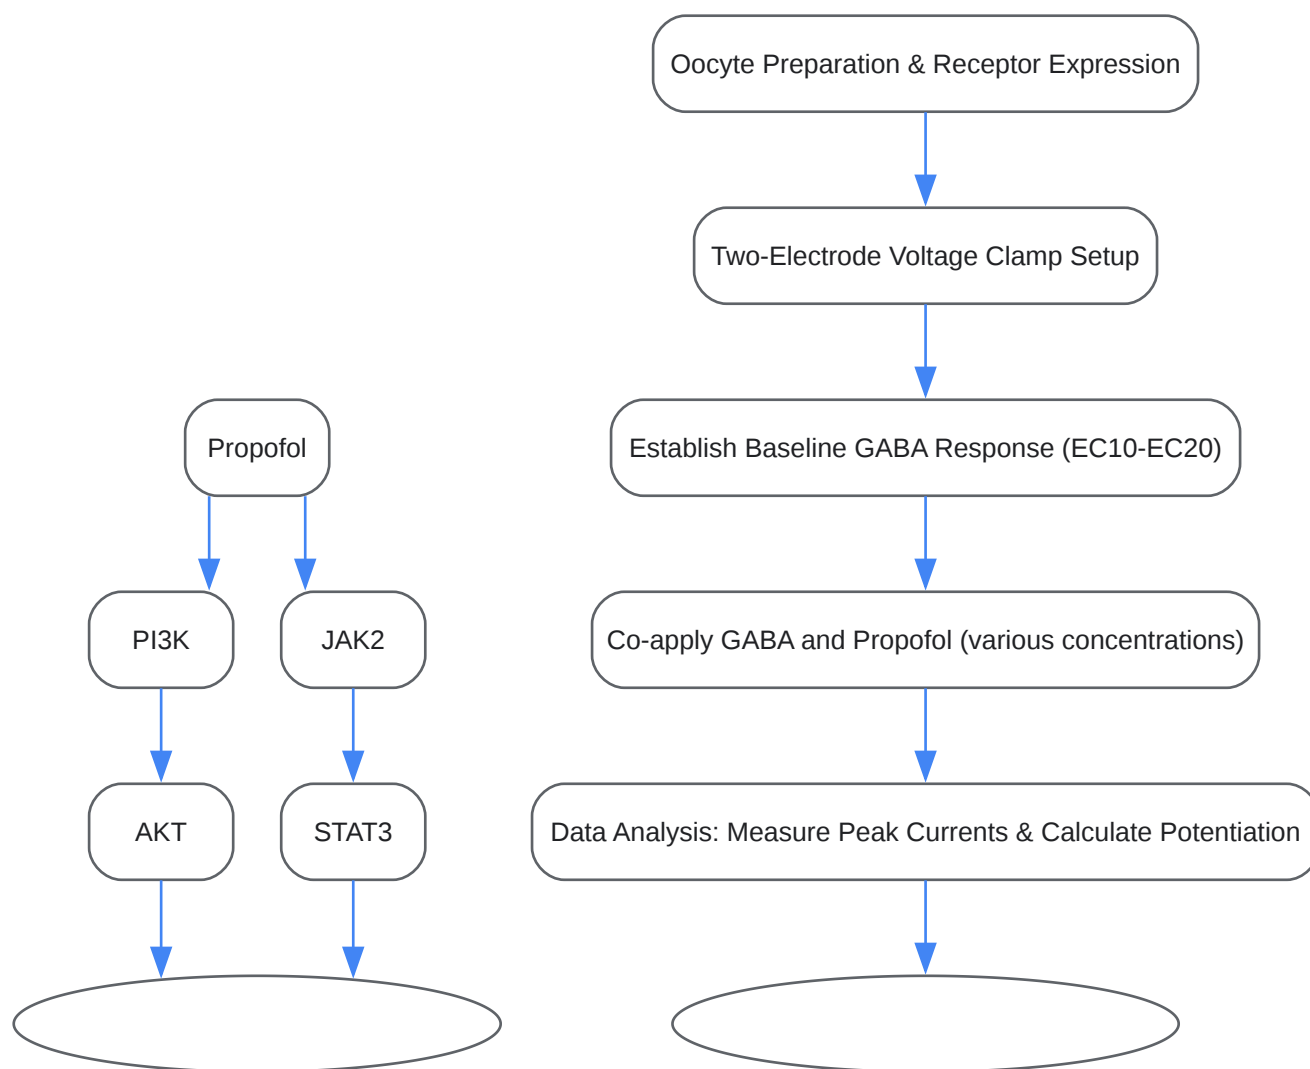 Oocyte Preparation & Receptor Expression
Two-Electrode Voltage Clamp Setup
Propofol
Establish Baseline GABA Response (EC10-EC20)
PI3K
JAK2
Co-apply GABA and Propofol (various concentrations)
AKT
STAT3
Data Analysis: Measure Peak Currents & Calculate Potentiation